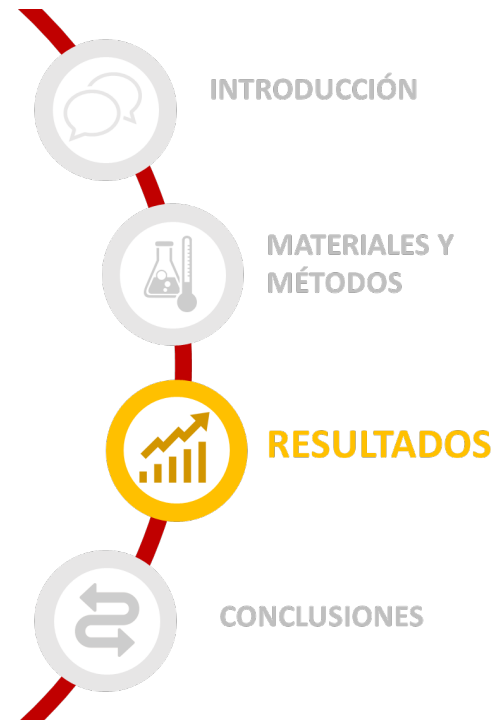 INTRODUCCIÓN
MATERIALES Y
MÉTODOS
RESULTADOS
CONCLUSIONES